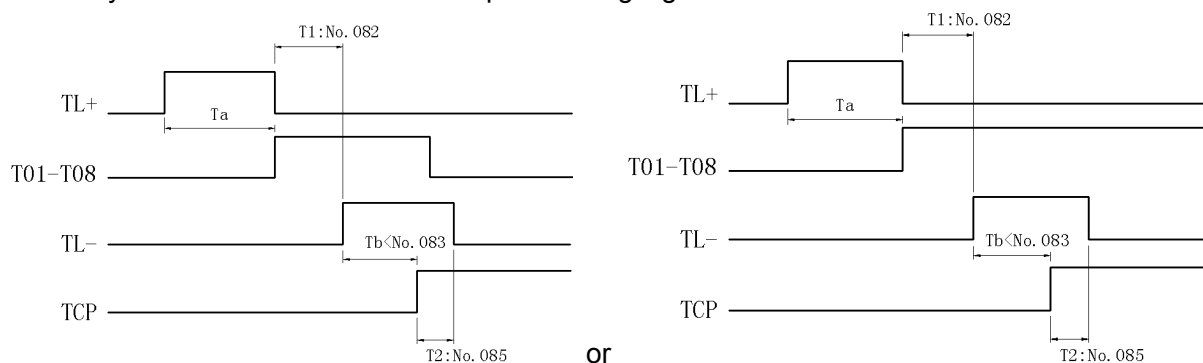 T1:No.082
TL+
Ta
T01-T08
TL-
Tb<No.083
TCP
T2:No.085
or
T1:No.082
TL+
Ta
T01-T08
TL-
Tb<No.083
TCP
T2:No.085